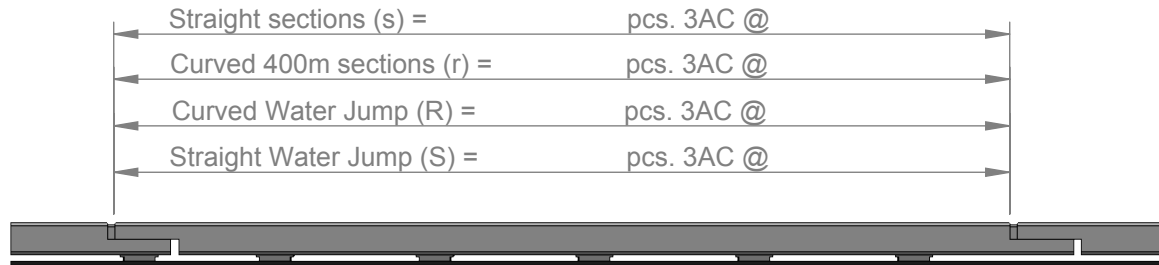 Straight sections (s) = pcs. 3AC @
Curved 400m sections (r) = pcs. 3AC @
Curved Water Jump (R) = pcs. 3AC @
Straight Water Jump (S) = pcs. 3AC @